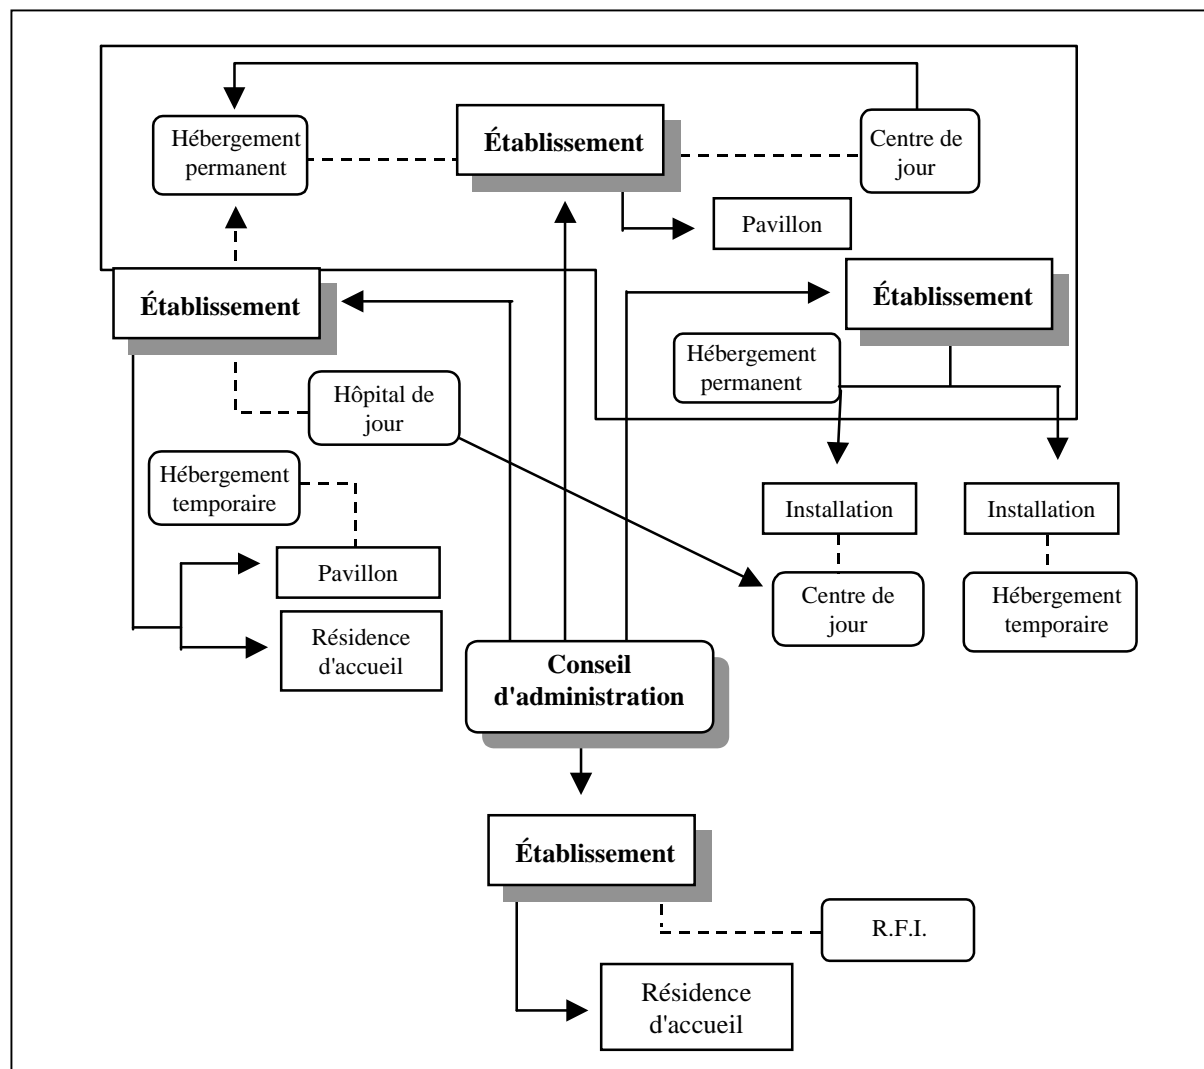 Hébergement
permanent
Établissement
Centre de
jour
Pavillon
Établissement
Établissement
Hébergement
permanent
Hôpital de
jour
Hébergement
temporaire
Installation
Installation
Pavillon
Centre de
jour
Hébergement
temporaire
Résidence
d'accueil
Conseil
d'administration
Établissement
R.F.I.
Résidence
d'accueil